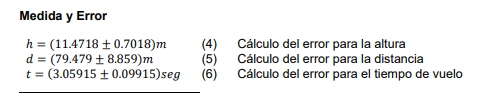 Medida y Error
h = (11.4718 ± 0.7018)m (4) Cálculo del error para la altura
d = (79.479 ± 8.859)m (5) Cálculo del error para la distancia
t = (3.05915 ± 0.09915)seg (6) Cálculo del error para el tiempo de vuelo